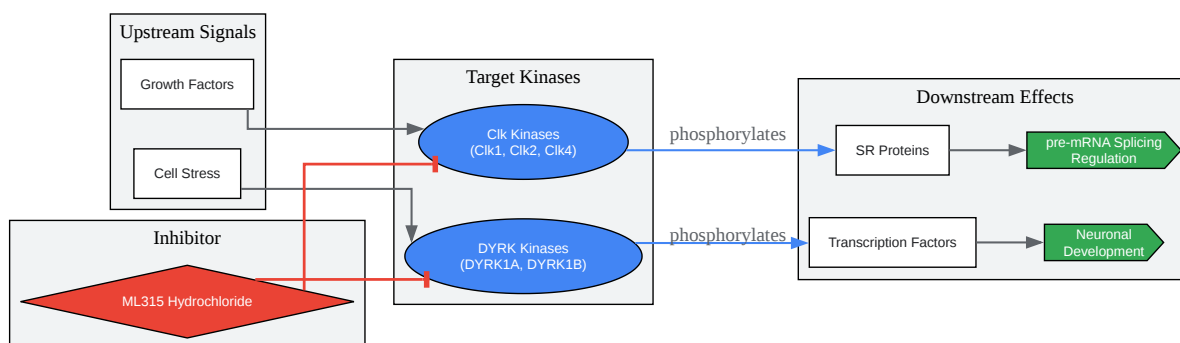 Upstream Signals
Growth Factors
Cell Stress
Inhibitor
ML315 Hydrochloride
Target Kinases
Clk Kinases
(Clk1, Clk2, Clk4)
DYRK Kinases
(DYRK1A, DYRK1B)
phosphorylates
phosphorylates
Downstream Effects
SR Proteins
pre-mRNA Splicing
Regulation
Transcription Factors
Neuronal
Development